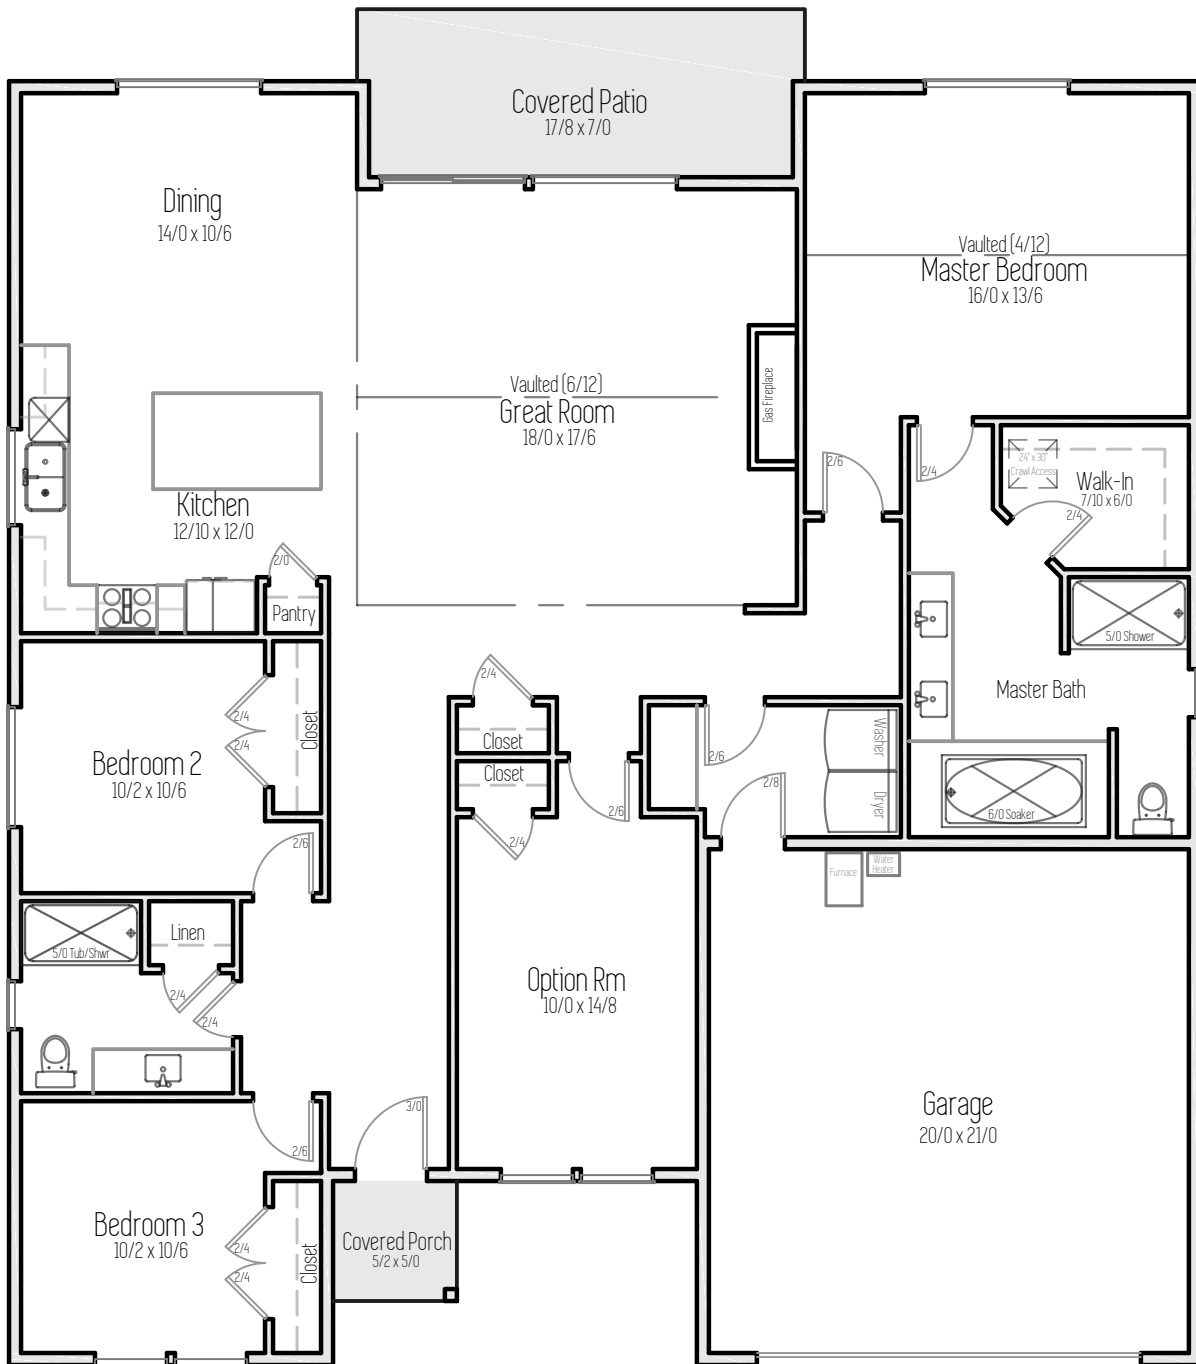 Covered Patio
17/8 x 7/0
Dining
14/0 x 10/6
Vaulted (4/12)
Master Bedroom
16/0 x 13/6
Vaulted (6/12)
Great Room
18/0 x 17/6
Gas Fireplace
2/6
2/4
24" x 30"
Crawl Access
Walk-In
7/10 x 6/0
2/4
Kitchen
12/10 x 12/0
2/0
Pantry
5/0 Shower
Master Bath
2/4
Closet
2/4
2/4
Closet
Bedroom 2
10/2 x 10/6
2/6
Washer
Dryer
2/8
Closet
2/4
2/6
6/0 Soaker
2/6
Furnace
Water
Heater
5/0 Tub/Shwr
Linen
2/4
2/4
Option Rm
10/0 x 14/8
Garage
20/0 x 21/0
2/6
3/0
Bedroom 3
10/2 x 10/6
2/4
2/4
Closet
Covered Porch
5/2 x 5/0